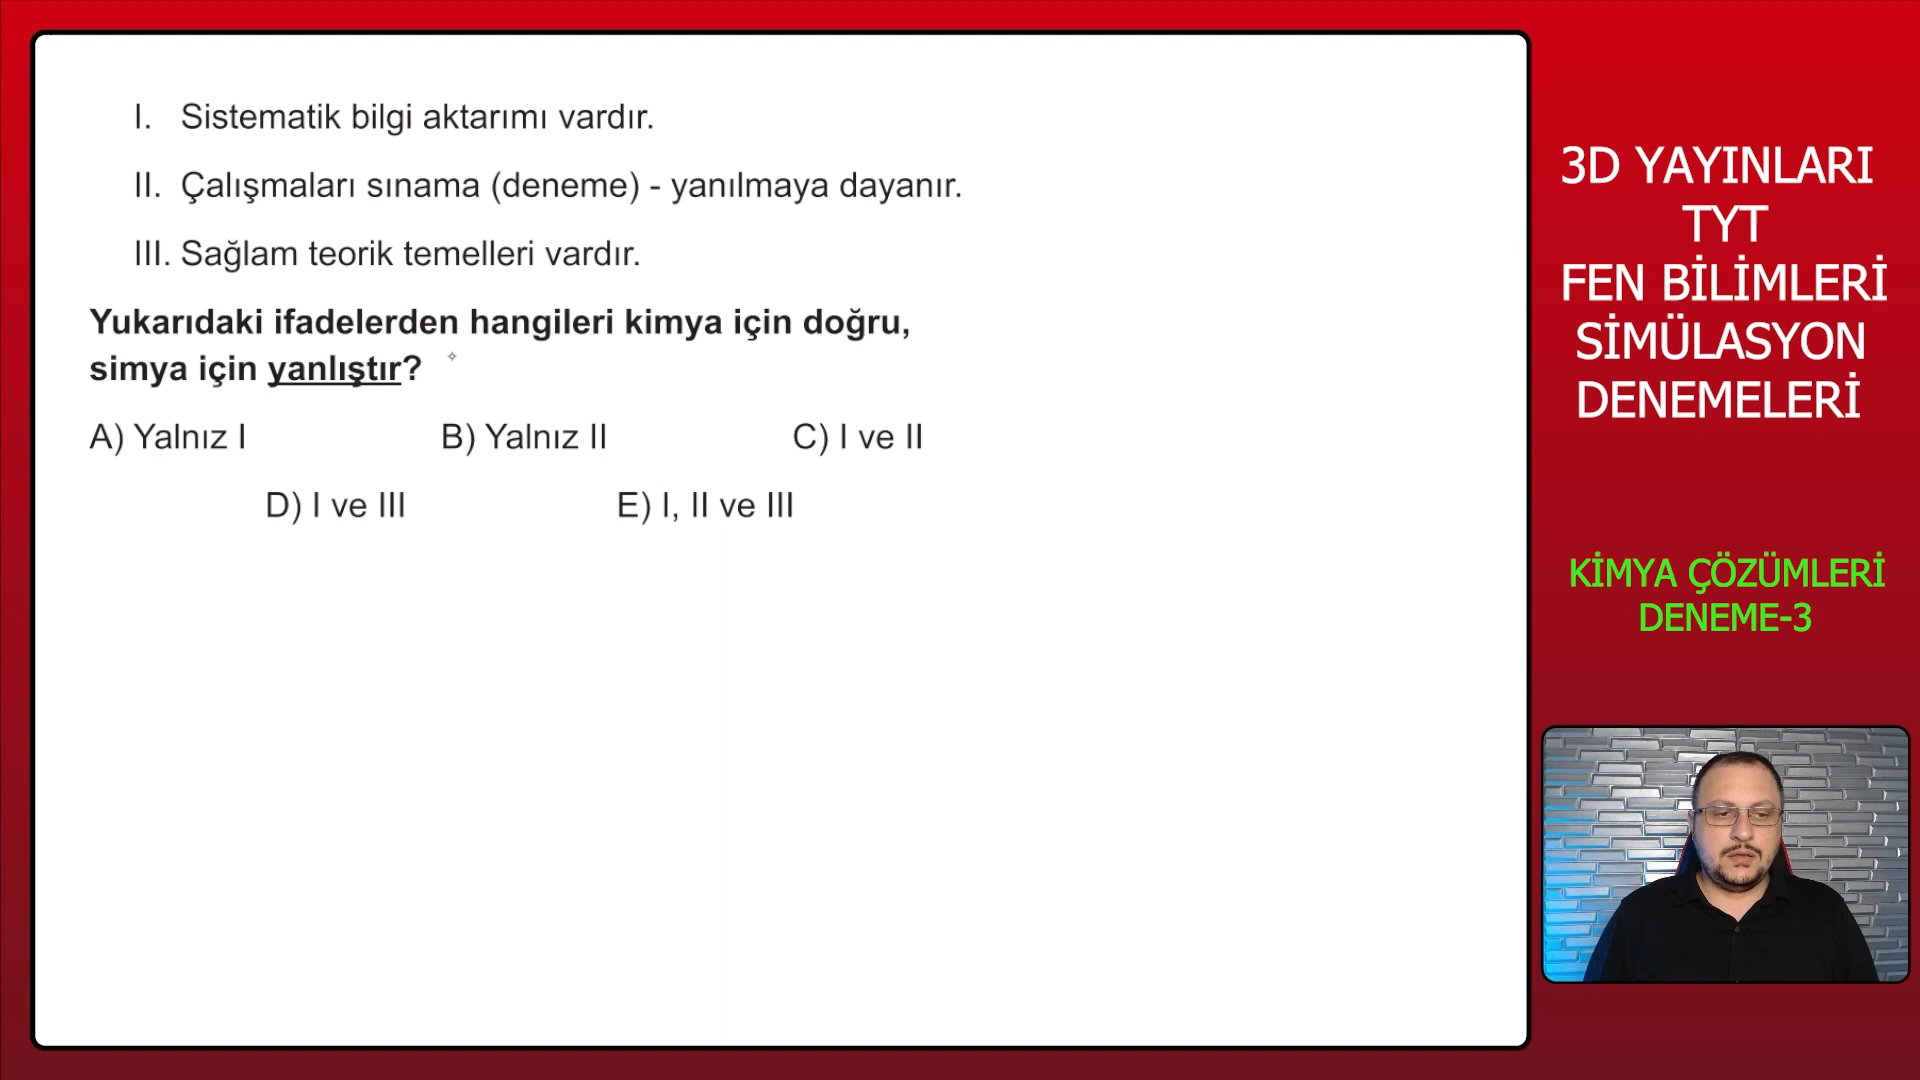 I. Sistematik bilgi aktarımı vardır.
II. Çalışmaları sınama (deneme) - yanılmaya dayanır.
III. Sağlam teorik temelleri vardır.
Yukarıdaki ifadelerden hangileri kimya için doğru,
simya için yanlıştır?
A) Yalnız I B) Yalnız II C) I ve II
D) I ve III E) I, II ve III
3D YAYINLARI
TYT
FEN BİLİMLERİ
SİMÜLASYON
DENEMELERİ
KİMYA ÇÖZÜMLERİ
DENEME-3